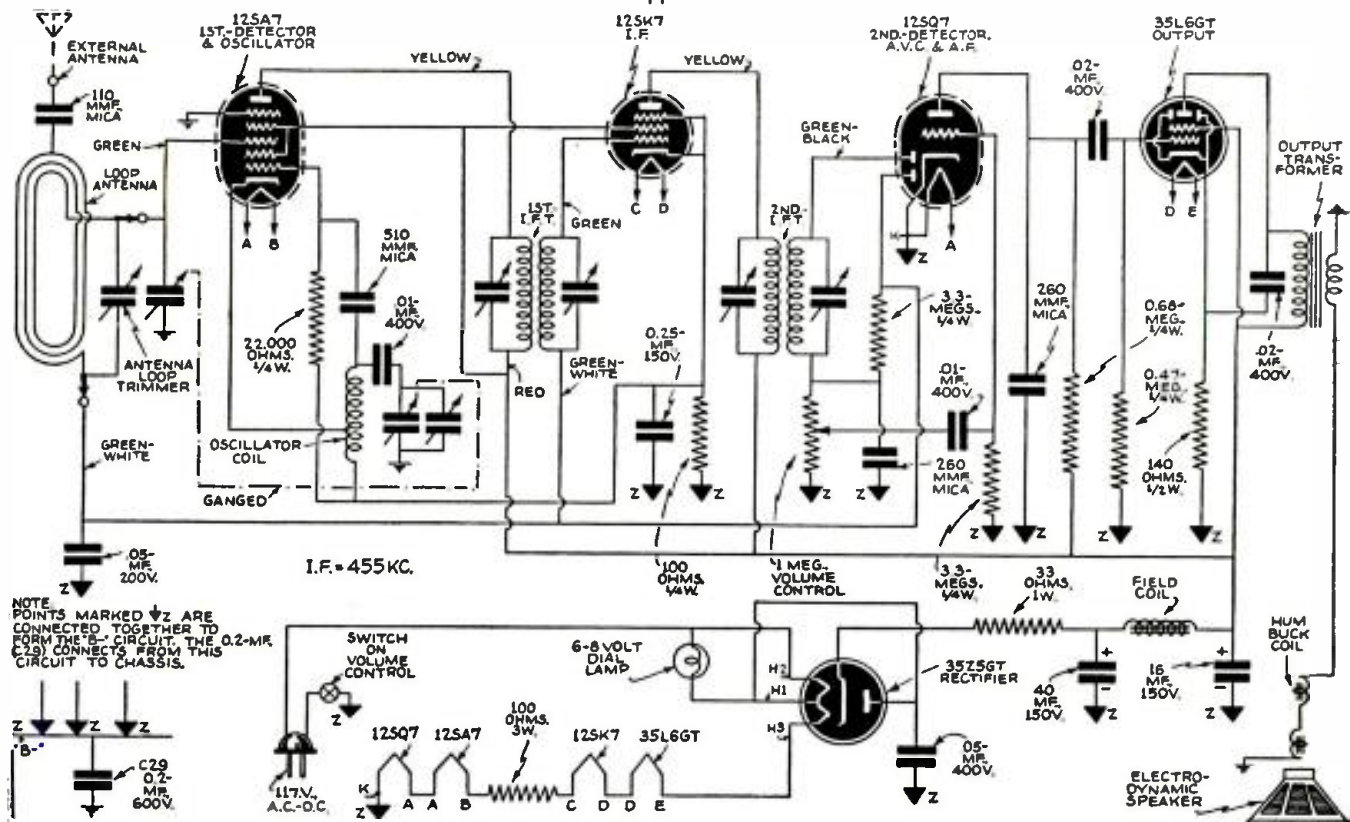 12SA7
1ST.-DETECTOR
& OSCILLATOR
12SK7
I.F.
12SQ7
2ND.-DETECTOR,
A.V.C. & A.F.
35L6GT
OUTPUT
EXTERNAL
ANTENNA
110
MMF.
MICA
GREEN
LOOP
ANTENNA
YELLOW
YELLOW
GREEN-
BLACK
.02-
MF.
400V.
OUTPUT
TRANS-
FORMER
A
B
C
D
K
Z
A
D
E
1ST.
I.F.T.
GREEN
2ND-
I.F.T.
510
MMF.
MICA
.01-
MF.
400V.
22,000
OHMS.
1/4W.
ANTENNA
LOOP
TRIMMER
OSCILLATOR
COIL
RED
GREEN-
WHITE
0.25-
MF.
150V.
3.3-
MEGS.
1/4W.
.01-
MF.
400V.
260
MMF.
MICA
0.68-
MEG.
1/4W.
0.47-
MEG.
1/4W.
140
OHMS.
1/2W.
.02-
MF.
400V.
GREEN-
WHITE
GANGED
Z
Z
Z
Z
260
MMF.
MICA
Z
Z
Z
Z
.05-
MF.
200V.
Z
I.F. = 455 KC.
100
OHMS.
1/4W.
1 MEG.
VOLUME
CONTROL
3.3-
MEGS.
1/4W.
33
OHMS.
1W.
FIELD
COIL
NOTE
POINTS MARKED Z ARE
CONNECTED TOGETHER TO
FORM THE "B-" CIRCUIT. THE 0.2-MF.
C29) CONNECTS FROM THIS
CIRCUIT TO CHASSIS.
SWITCH
ON
VOLUME
CONTROL
Z
6-8 VOLT
DIAL
LAMP
H2
H1
H3
35Z5GT
RECTIFIER
+
-
40
MF.
150V.
Z
16
MF.
150V.
+
-
Z
HUM
BUCK
COIL
Z
Z
Z
"B-"
C29
0.2-
MF.
600V.
117 V.
A.C.-D.C.
12SQ7
12SA7
100
OHMS.
3W.
12SK7
35L6GT
K
Z
A
A
B
C
D
D
E
.05-
MF.
400V.
Z
ELECTRO-
DYNAMIC
SPEAKER